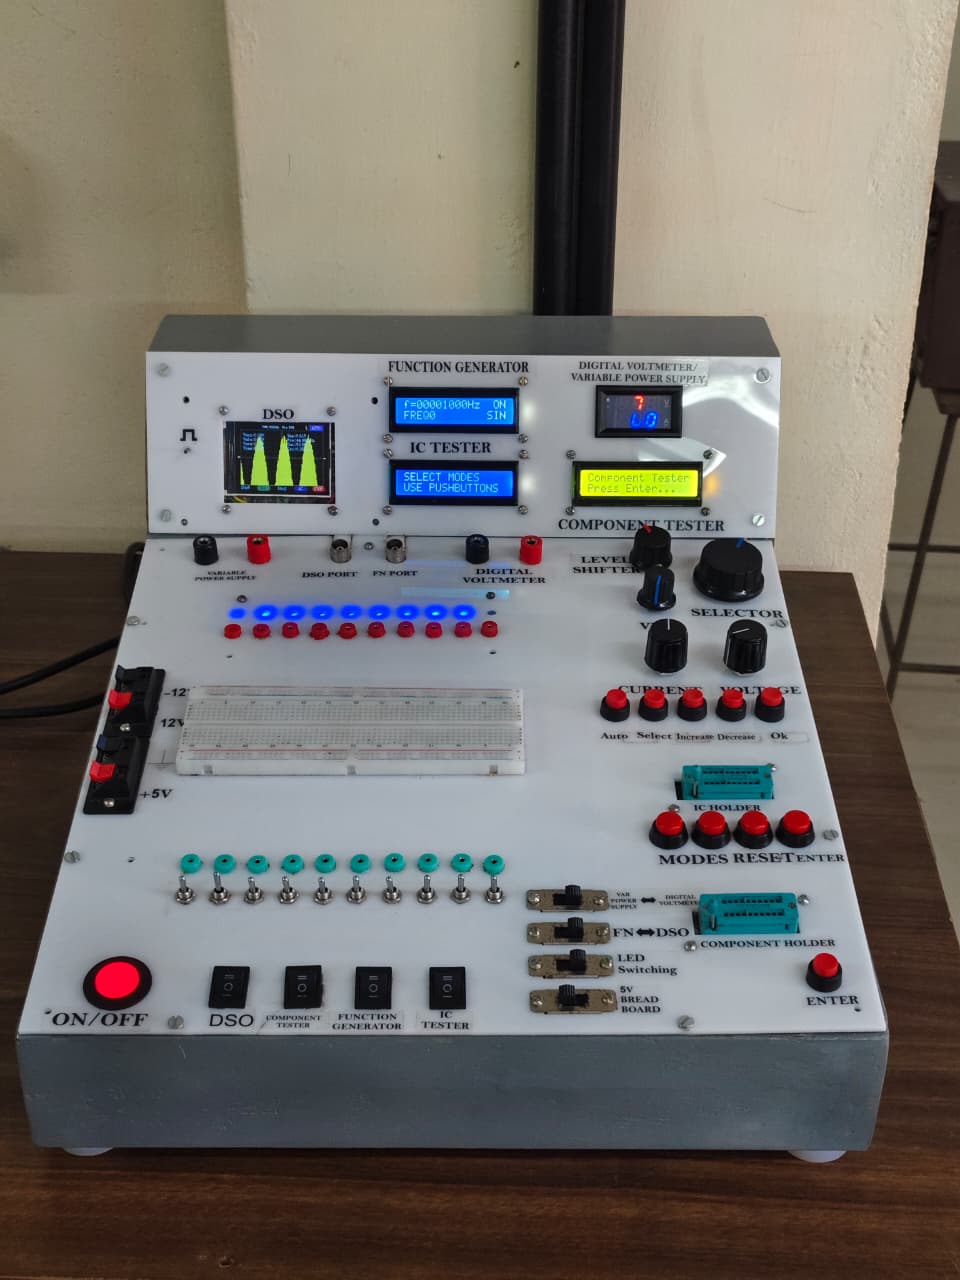 FUNCTION GENERATOR
DIGITAL VOLTMETER/
VARIABLE POWER SUPPLY
f=00001000Hz ON
FREQ0 SIN
7
DSO
IC TESTER
SELECT MODES
USE PUSHBUTTONS
Component Tester
Press Enter...
COMPONENT TESTER
VARIABLE
POWER SUPPLY
DSO PORT
FN PORT
DIGITAL
VOLTMETER
LEVEL
SHIFTER
SELECTOR
CURRENT
VOLTAGE
-12V
12V
+5V
Auto
Select
Increase
Decrease
Ok
IC HOLDER
MODES
RESET
ENTER
VAR
POWER
SUPPLY
DIGITAL
VOLTMETER
FN⇔DSO
COMPONENT HOLDER
LED
Switching
5V
BREAD
BOARD
ENTER
ON/OFF
DSO
COMPONENT
TESTER
FUNCTION
GENERATOR
IC
TESTER